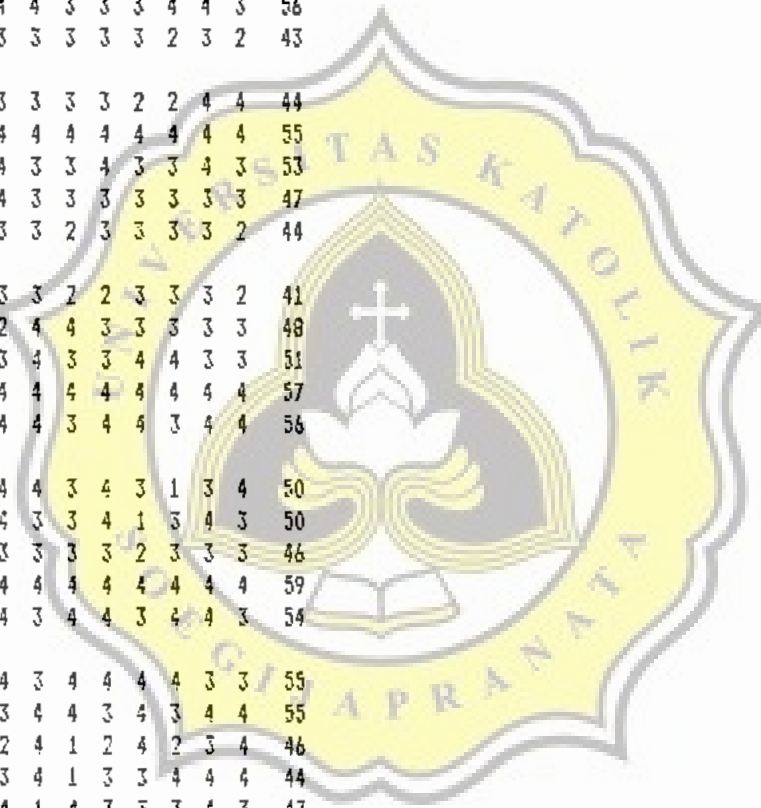 4 4 3 3 3 4 4 3 56
3 3 3 3 3 2 3 2 43
3 3 3 3 2 2 4 4 44
4 4 4 4 4 4 4 4 55
4 3 3 4 3 3 4 3 53
4 3 3 3 3 3 3 3 47
3 3 2 3 3 3 3 2 44
3 3 2 2 3 3 3 2 41
2 4 4 3 3 3 3 3 48
3 4 3 3 4 4 3 3 51
4 4 4 4 4 4 4 4 57
4 4 3 4 4 3 4 4 56
4 4 3 4 3 1 3 4 50
4 3 3 4 1 3 4 3 50
3 3 3 3 2 3 3 3 46
4 4 4 4 4 4 4 4 59
4 3 4 4 3 4 4 3 54
4 3 4 4 4 4 3 3 55
3 4 4 3 4 3 4 4 55
2 4 1 2 4 2 3 4 46
3 4 1 3 3 4 4 4 44
4 1 4 3 3 3 4 3 47
UNIVERSITAS KATOLIK
SOEGIJAPRANATA